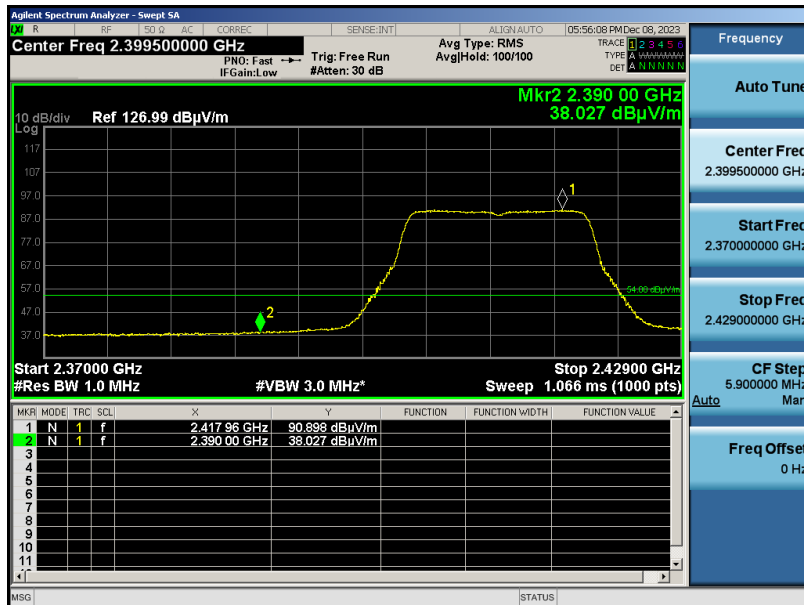 Agilent Spectrum Analyzer - Swept SA
LXI R RF 50 Ω AC CORREC SENSE:INT ALIGN AUTO 05:56:08 PM Dec 08, 2023
Center Freq 2.399500000 GHz
PNO: Fast
IFGain:Low
Trig: Free Run
#Atten: 30 dB
Avg Type: RMS
Avg|Hold: 100/100
TRACE 1 2 3 4 5 6
TYPE A WWWWW
DET A N N N N N
Mkr2 2.390 00 GHz
38.027 dBµV/m
10 dB/div Ref 126.99 dBµV/m
Log
117
107
97.0
87.0
77.0
67.0
57.0
47.0
37.0
1
2
54.00 dBµV/m
Start 2.37000 GHz Stop 2.42900 GHz
#Res BW 1.0 MHz #VBW 3.0 MHz* Sweep 1.066 ms (1000 pts)
MKR MODE TRC SCL X Y FUNCTION FUNCTION WIDTH FUNCTION VALUE
1 N 1 f 2.417 96 GHz 90.898 dBµV/m
2 N 1 f 2.390 00 GHz 38.027 dBµV/m
3
4
5
6
7
8
9
10
11
MSG STATUS
Frequency
Auto Tune
Center Freq
2.399500000 GHz
Start Freq
2.370000000 GHz
Stop Freq
2.429000000 GHz
CF Step
5.900000 MHz
Auto Man
Freq Offset
0 Hz